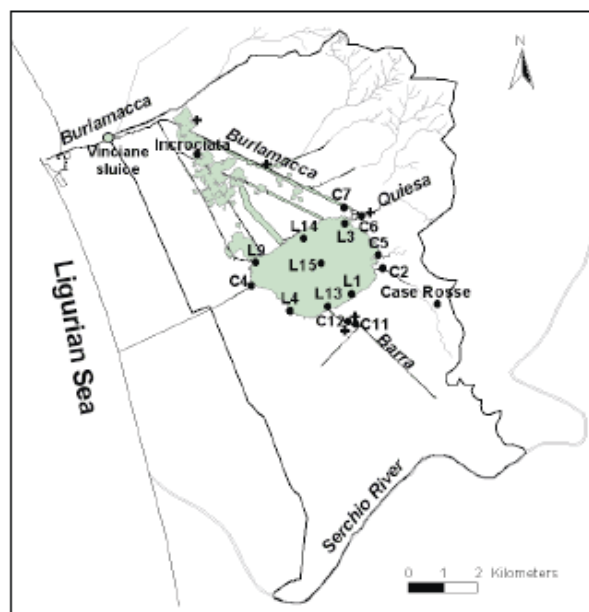 N
Burlamacca
Vinciane
sluice
Incrociata
Burlamacca
Quiesa
C7
C6
L3
L14
C5
L9
L15
C2
C4
L1
Case Rosse
L13
L4
C12
C11
Barra
Ligurian Sea
Serchio River
0 1 2 Kilometers